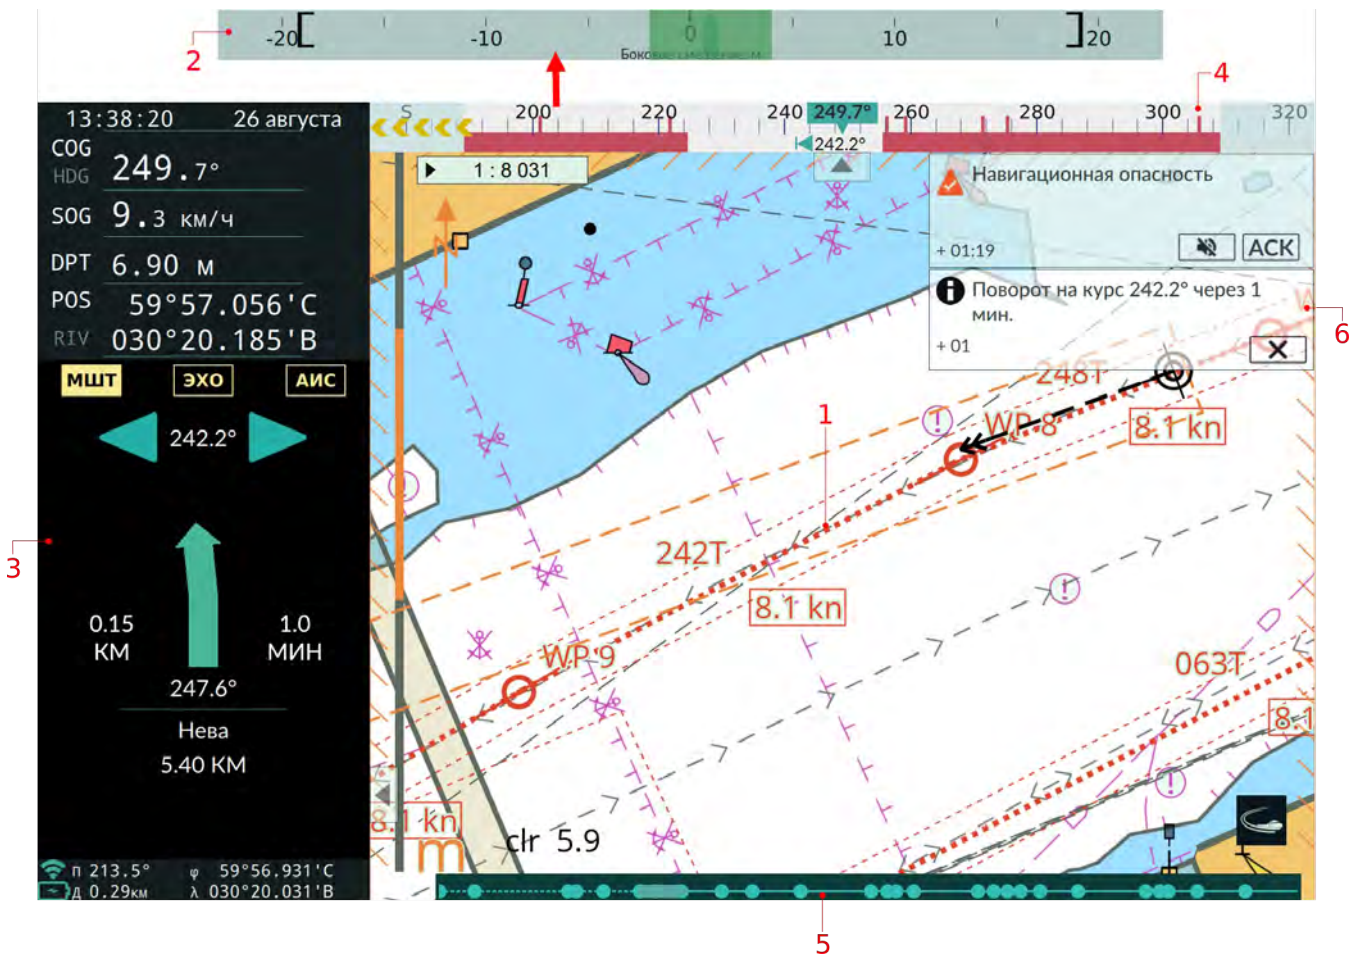 -20 -10 0 10 20
2
4
S 200 220 240 249.7° 260 280 300 320
242.2°
13:38:20 26 августа
COG
HDG 249.7°
SOG 9.3 км/ч
DPT 6.90 м
POS 59°57.056'С
RIV 030°20.185'В
МШТ ЭХО АИС
242.2°
3
0.15
КМ
1.0
МИН
247.6°
Нева
5.40 КМ
п 213.5° φ 59°56.931'С
Д 0.29км λ 030°20.031'В
1 : 8 031
Навигационная опасность
+ 01:19 ACK
Поворот на курс 242.2° через 1
мин.
+ 01
6
248T
1 WP 8 8.1 kn
242T
8.1 kn
WP 9
063T
8.1
8.1 kn
clr 5.9
m
5